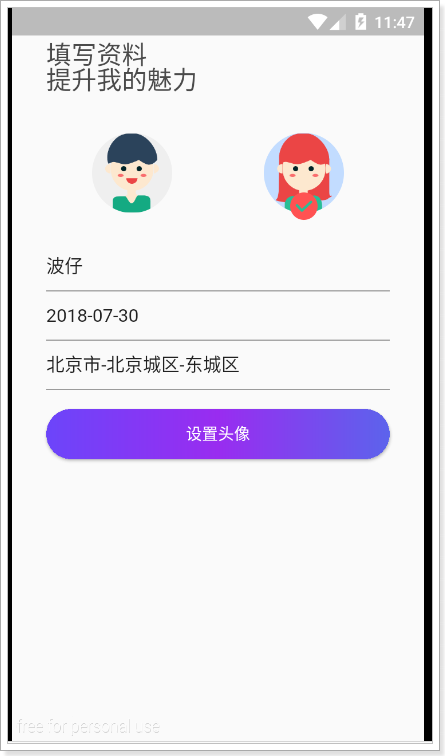 11:47
填写资料
提升我的魅力
波仔
2018-07-30
北京市-北京城区-东城区
设置头像
free for personal use